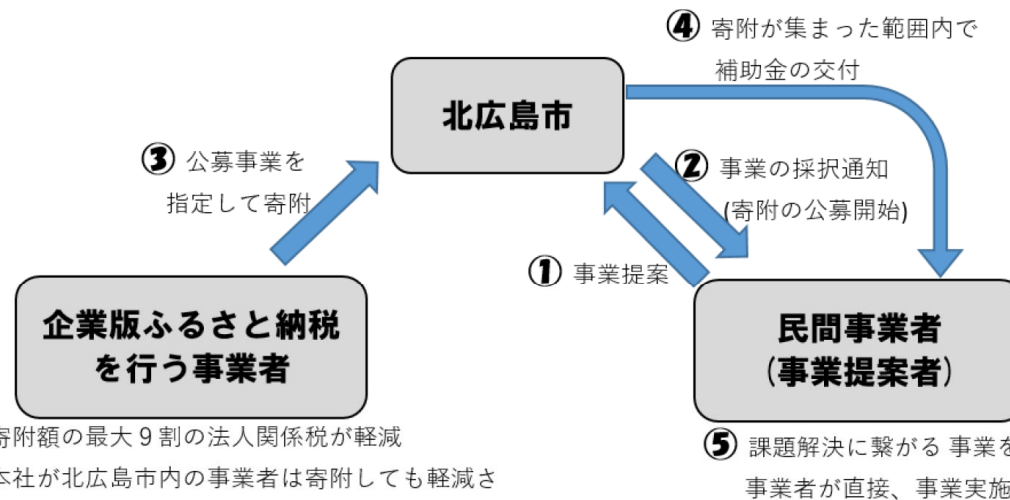 ④ 寄附が集まった範囲内で
補助金の交付
北広島市
③ 公募事業を
指定して寄附
② 事業の採択通知
(寄附の公募開始)
① 事業提案
企業版ふるさと納税
を行う事業者
民間事業者
(事業提案者)
寄附額の最大9割の法人関係税が軽減
本社が北広島市内の事業者は寄附しても軽減さ
⑤ 課題解決に繋がる 事業を
事業者が直接、事業実施